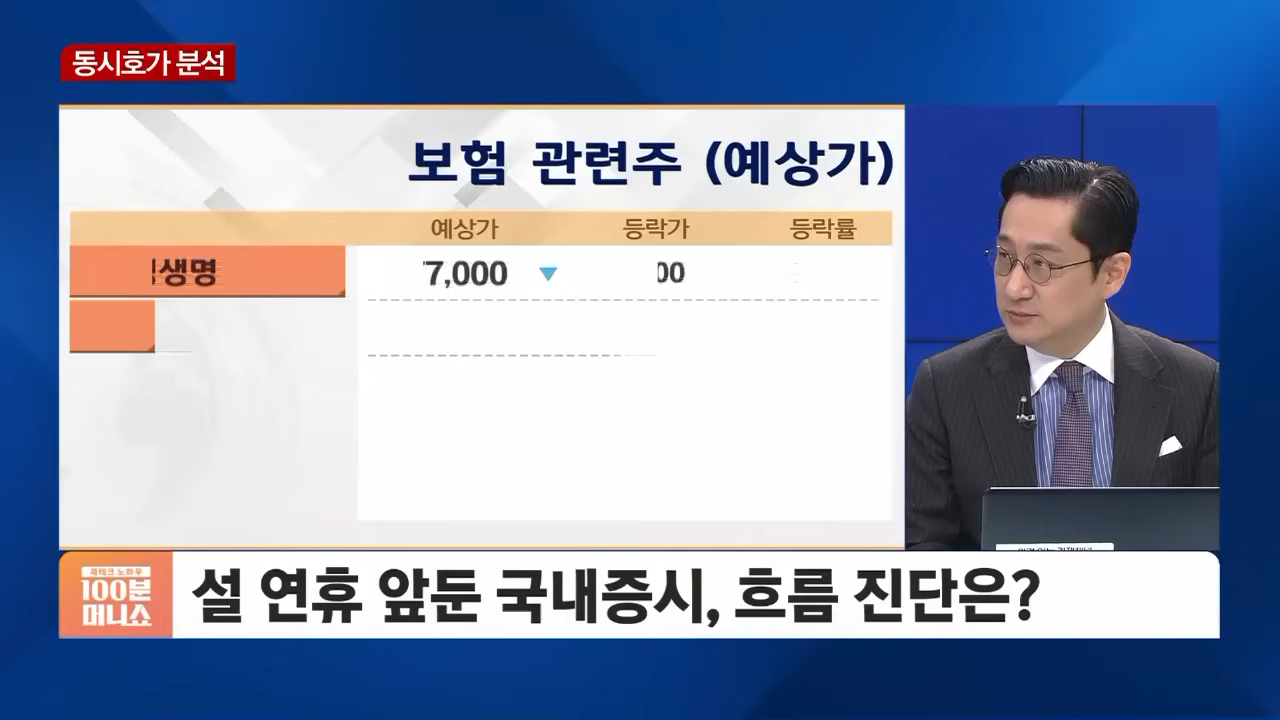 동시호가 분석
보험 관련주 (예상가)
예상가 등락가 등락률
생명 7,000 ▼ 00
재테크 노하우
100분
머니쇼
설 연휴 앞둔 국내증시, 흐름 진단은?